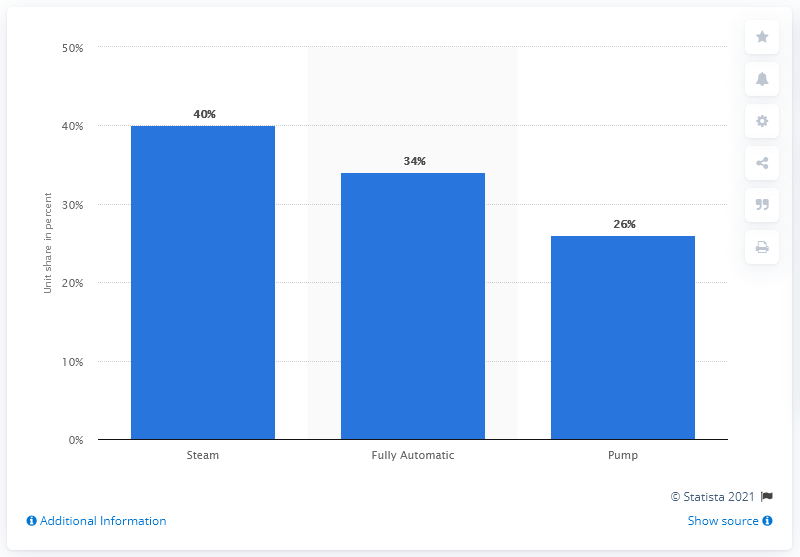 50%
40%
30%
20%
10%
0%
Unit share in percent
40%
34%
26%
Steam
Fully Automatic
Pump
© Statista 2021
Additional Information
Show source